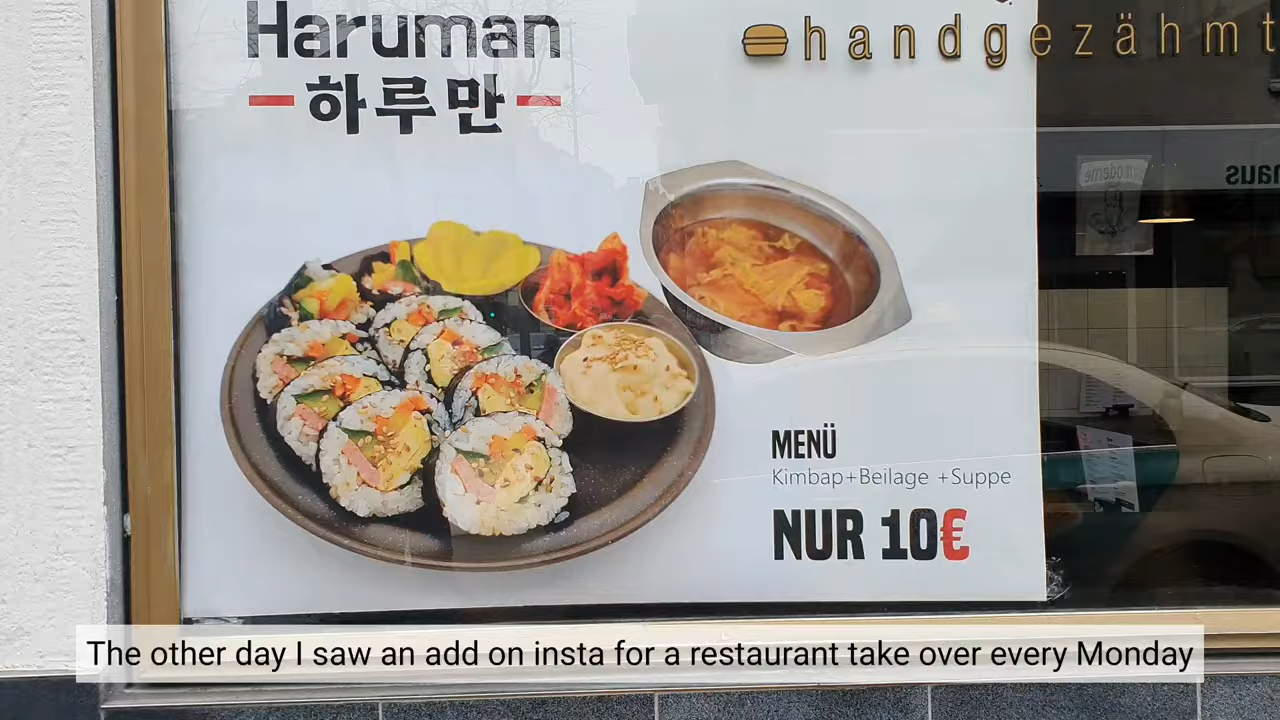 Haruman
하루만
handgezähmt
MENÜ
Kimbap+Beilage +Suppe
NUR 10€
The other day I saw an add on insta for a restaurant take over every Monday